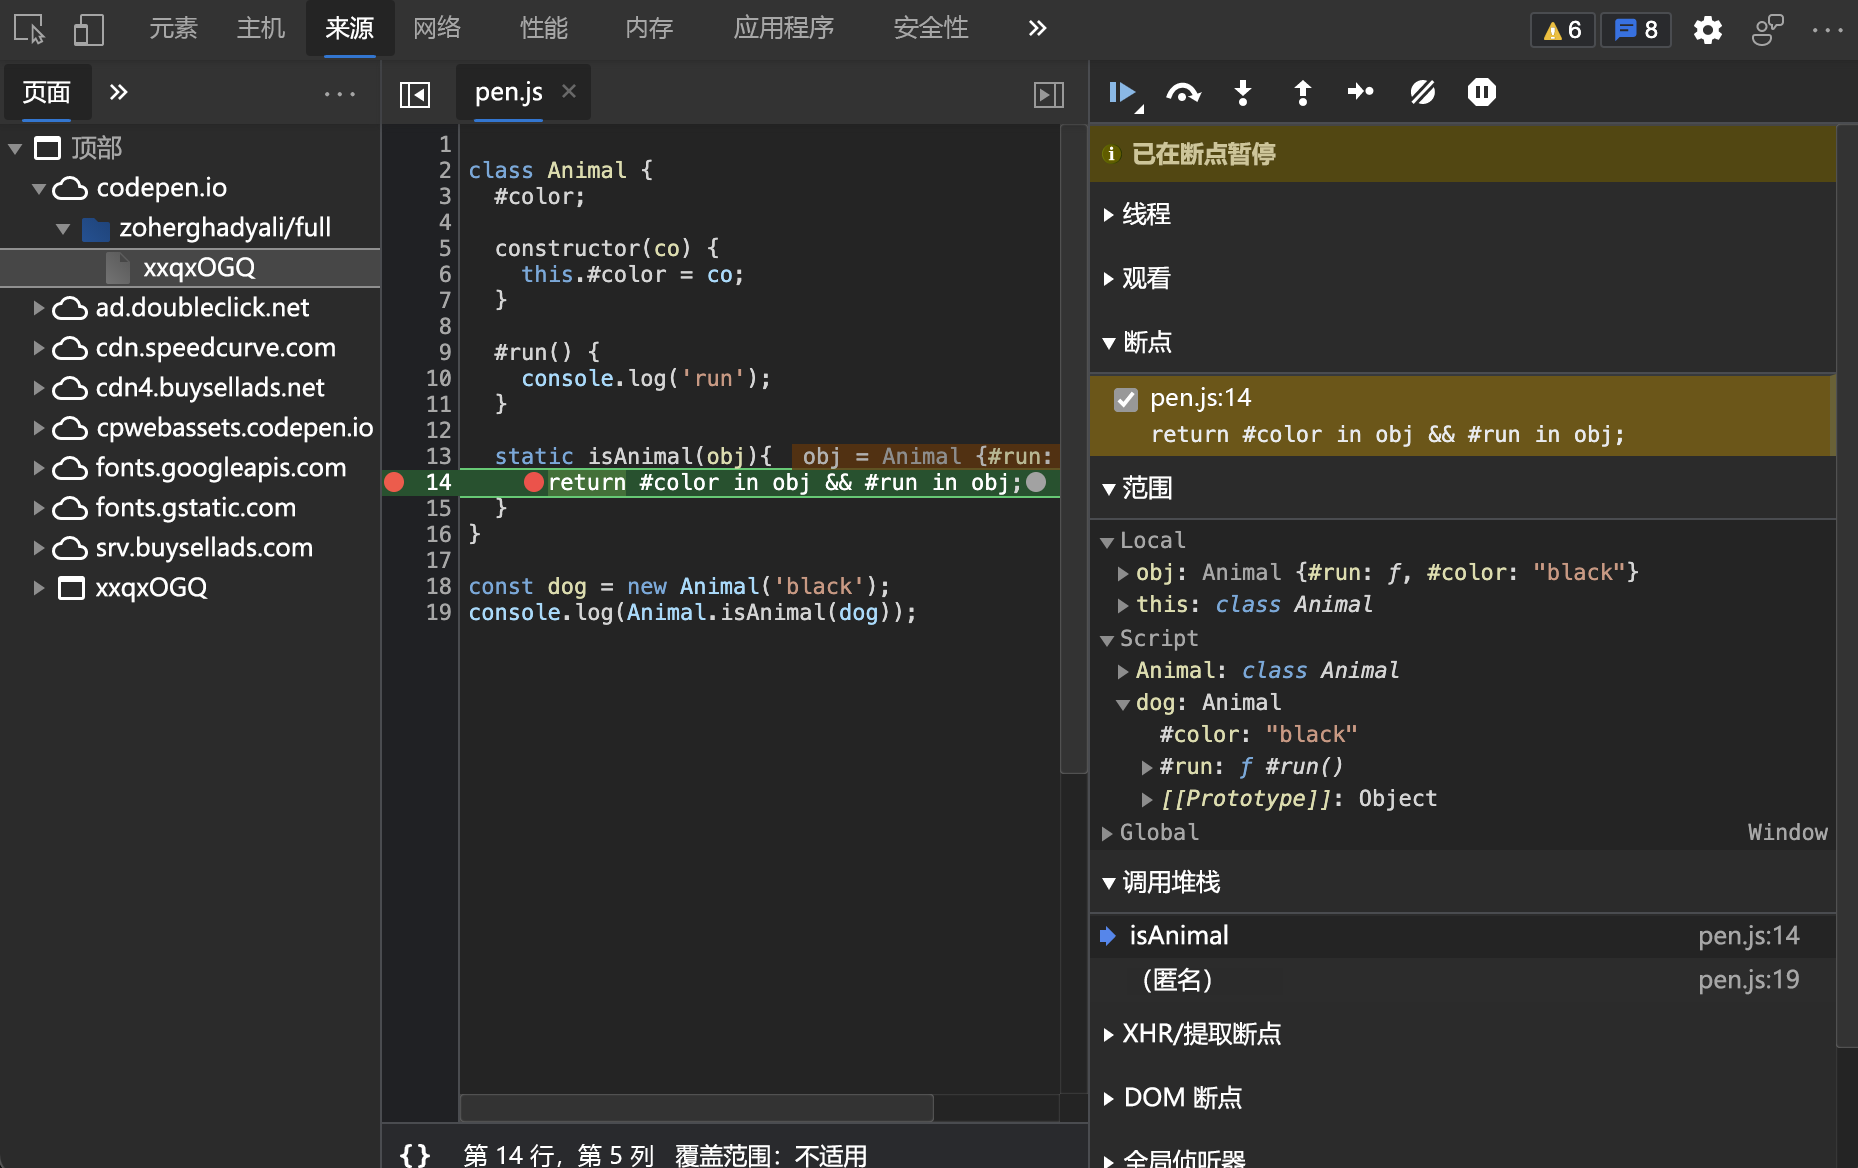 元素 主机 来源 网络 性能 内存 应用程序 安全性 » 6 8
页面 »
顶部
codepen.io
zoherghadyali/full
xxqxOGQ
ad.doubleclick.net
cdn.speedcurve.com
cdn4.buysellads.net
cpwebassets.codepen.io
fonts.googleapis.com
fonts.gstatic.com
srv.buysellads.com
xxqxOGQ
pen.js ×
1
2 class Animal {
3   #color;
4
5   constructor(co) {
6     this.#color = co;
7   }
8
9   #run() {
10     console.log('run');
11   }
12
13   static isAnimal(obj){ obj = Animal {#run:
14     return #color in obj && #run in obj;
15   }
16 }
17
18 const dog = new Animal('black');
19 console.log(Animal.isAnimal(dog));
{} 第 14 行，第 5 列 覆盖范围：不适用
已在断点暂停
线程
观看
断点
pen.js:14
return #color in obj && #run in obj;
范围
Local
obj: Animal {#run: ƒ, #color: "black"}
this: class Animal
Script
Animal: class Animal
dog: Animal
#color: "black"
#run: ƒ #run()
[[Prototype]]: Object
Global Window
调用堆栈
isAnimal pen.js:14
（匿名） pen.js:19
XHR/提取断点
DOM 断点
全局侦听器